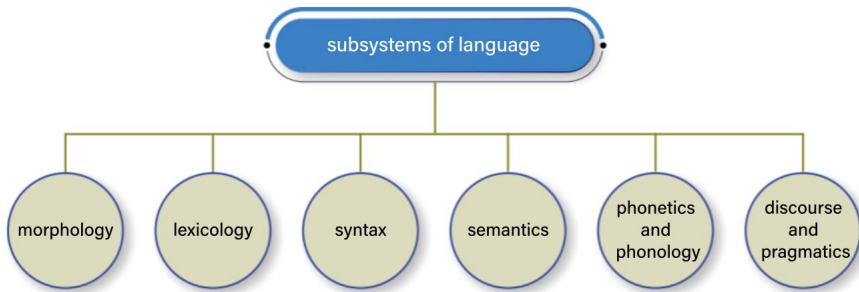 subsystems of language
morphology
lexicology
syntax
semantics
phonetics
and
phonology
discourse
and
pragmatics